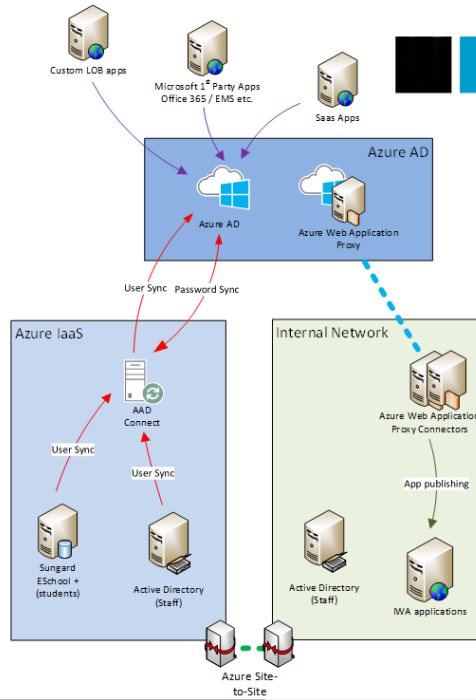 Custom LOB apps
Microsoft 1st Party Apps
Office 365 / EMS etc.
Saas Apps
Azure AD
Azure AD
Azure Web Application
Proxy
User Sync
Password Sync
Azure IaaS
Internal Network
AAD
Connect
Azure Web Application
Proxy Connectors
User Sync
User Sync
App publishing
Sungard
ESchool +
(students)
Active Directory
(Staff)
Active Directory
(Staff)
IWA applications
Azure Site-
to-Site